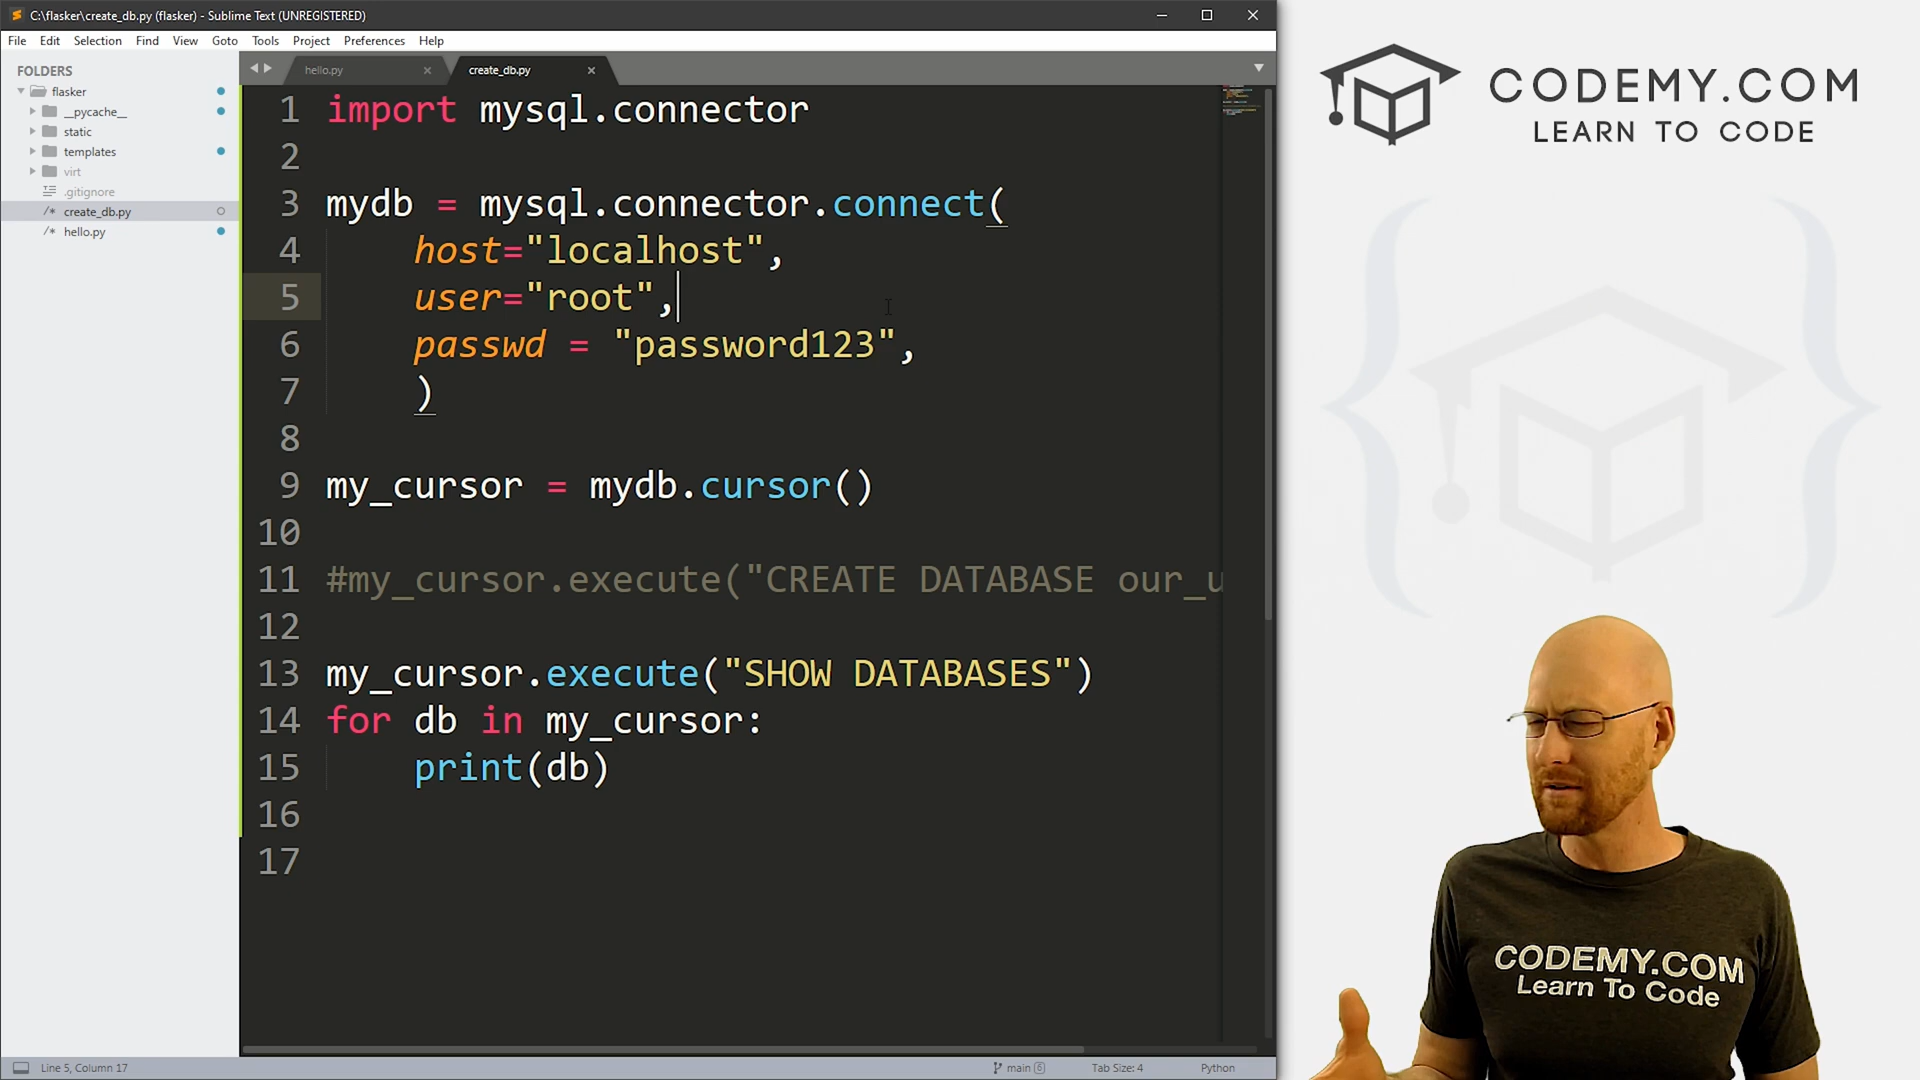 C:\flasker\create_db.py (flasker) - Sublime Text (UNREGISTERED)
File Edit Selection Find View Goto Tools Project Preferences Help
FOLDERS
flasker
__pycache__
static
templates
virt
.gitignore
create_db.py
hello.py
hello.py
create_db.py
1 import mysql.connector
2
3 mydb = mysql.connector.connect(
4 host="localhost",
5 user="root",
6 passwd = "password123",
7 )
8
9 my_cursor = mydb.cursor()
10
11 #my_cursor.execute("CREATE DATABASE our_u
12
13 my_cursor.execute("SHOW DATABASES")
14 for db in my_cursor:
15 print(db)
16
17
Line 5, Column 17
main 6
Tab Size: 4
Python
CODEMY.COM
LEARN TO CODE
CODEMY.COM
Learn To Code